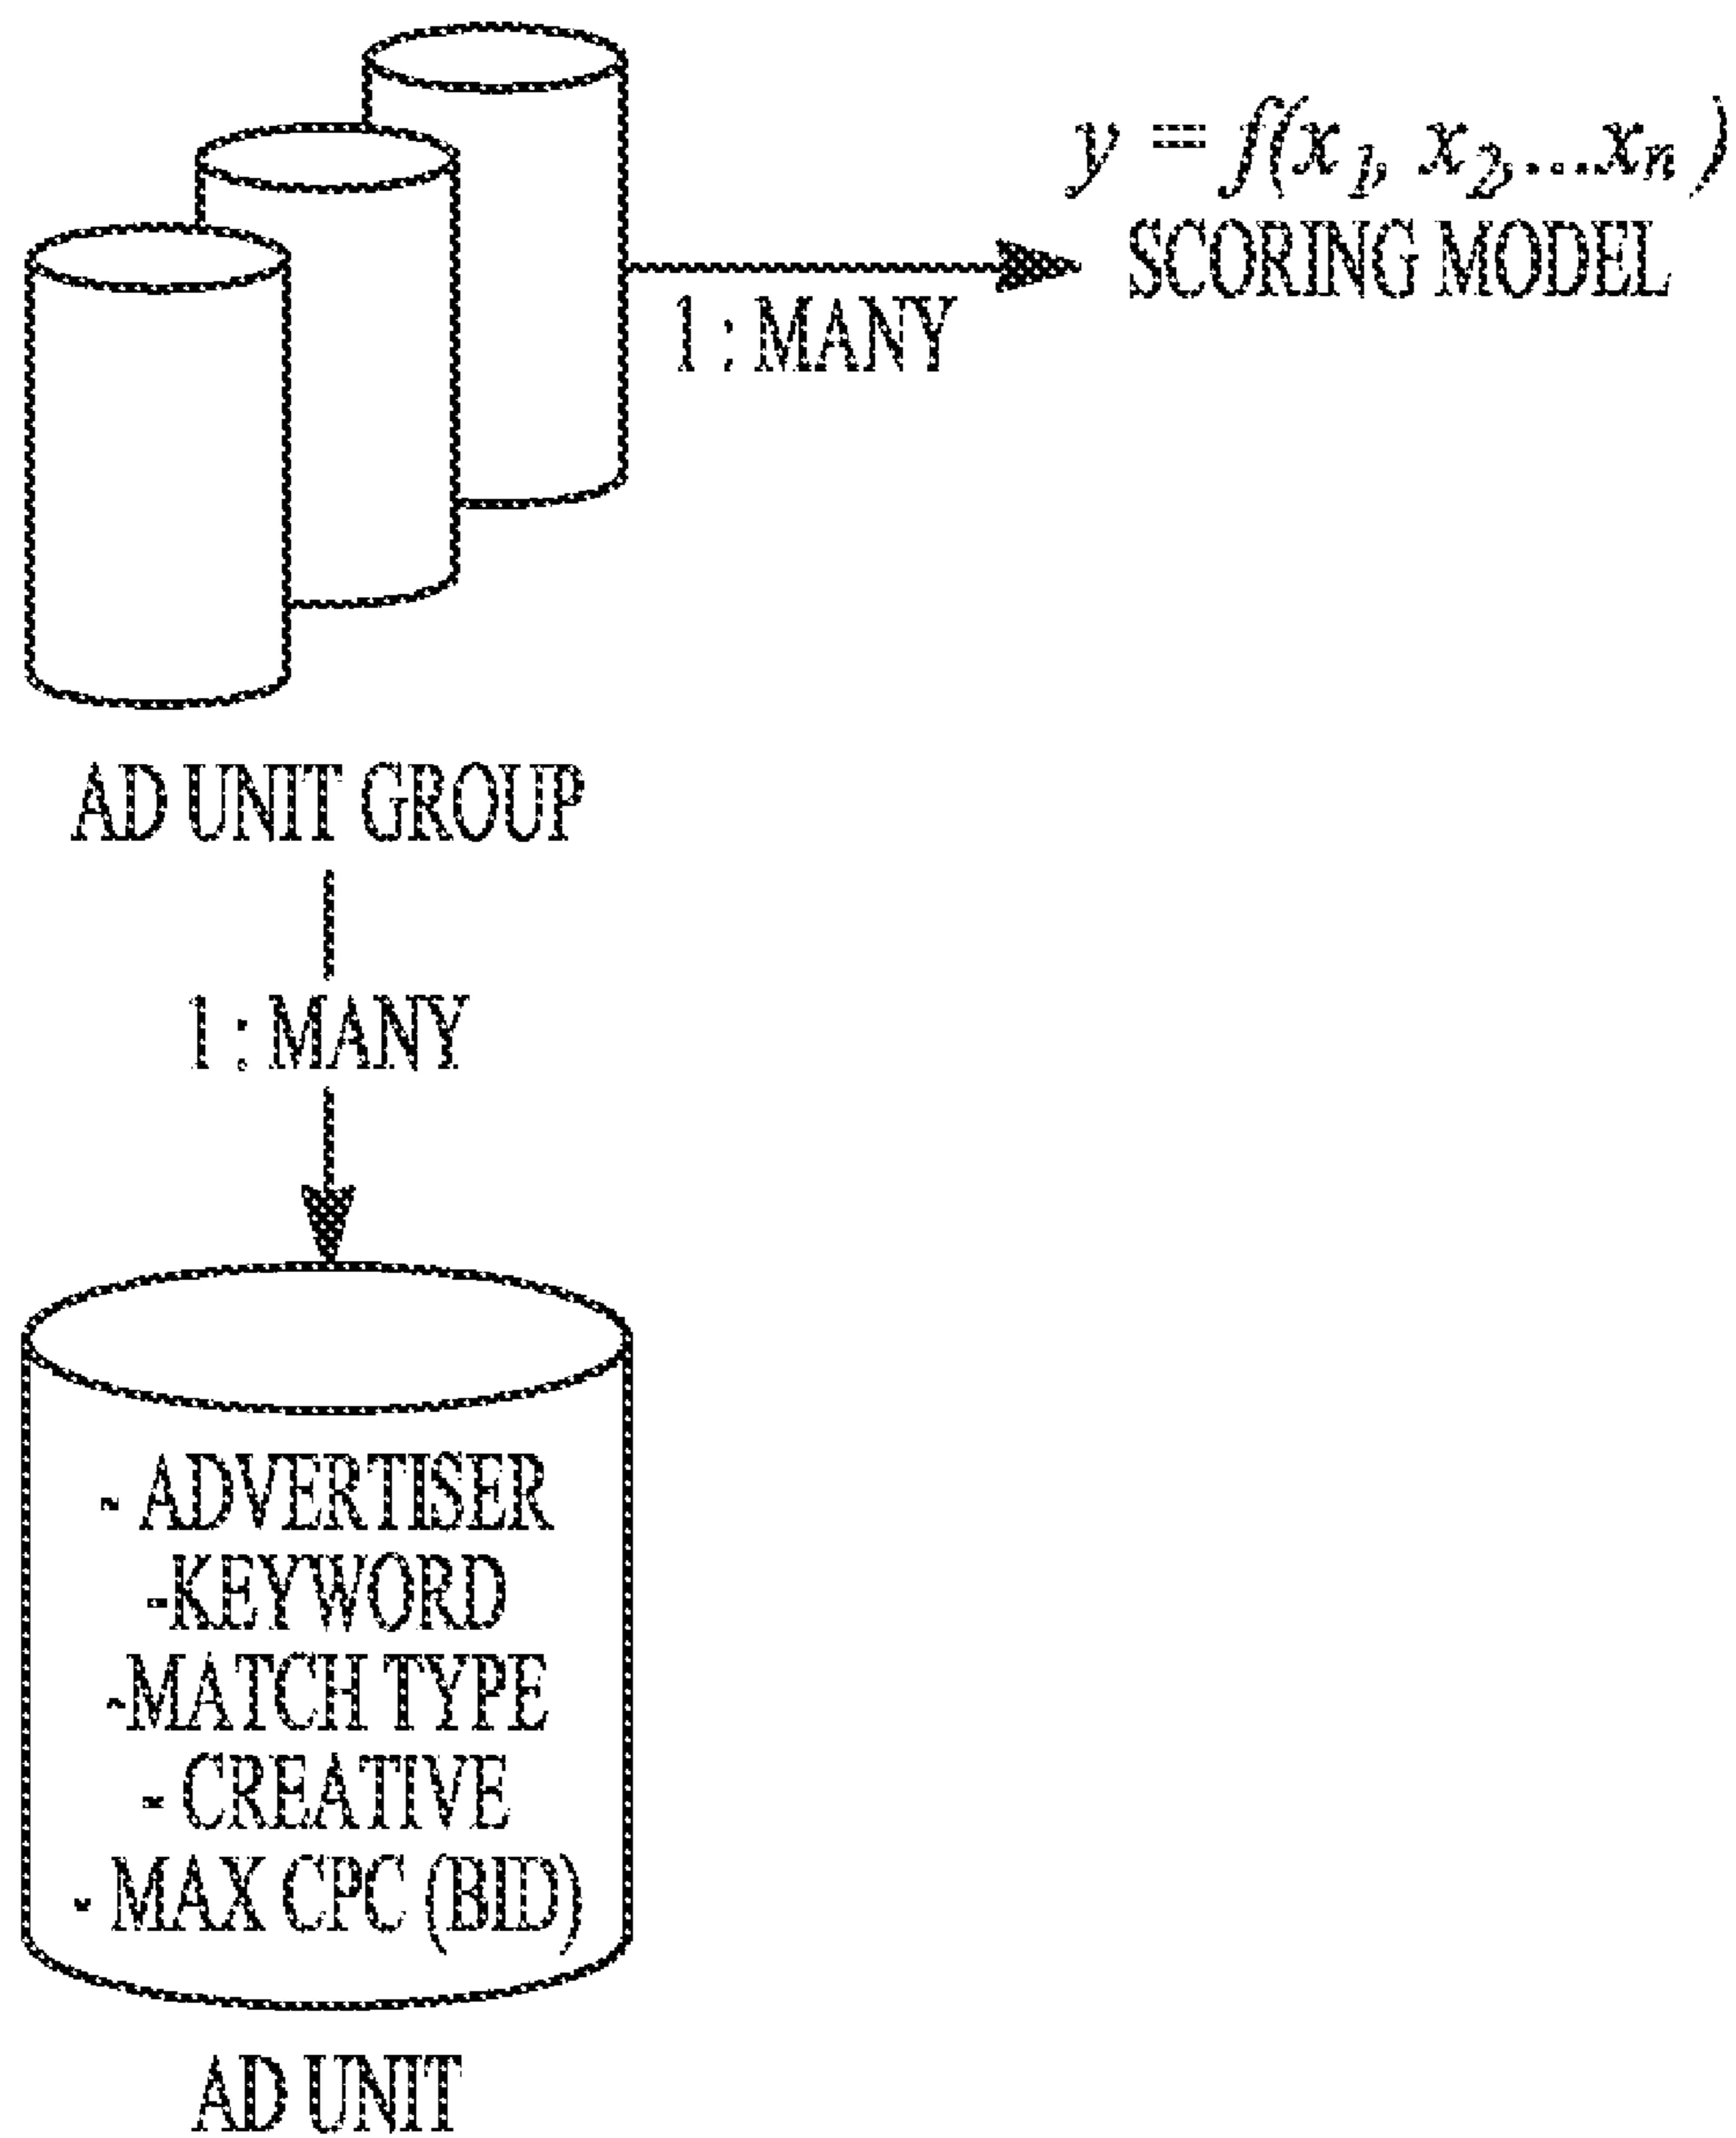 y = f(x1, x2,...xn )
SCORING MODEL
1 : MANY
AD UNIT GROUP
1 : MANY
- ADVERTISER
-KEYWORD
-MATCH TYPE
- CREATIVE
- MAX CPC (BID)
AD UNIT